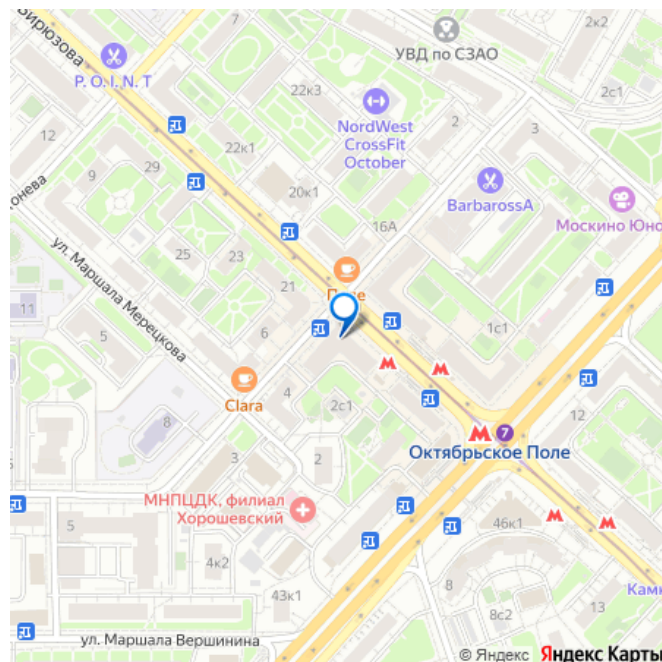 Бирюзова
7
УВД по СЗАО
2к2
P. O. I. N. T
22к3
NordWest
CrossFit
October
2
2с1
3
12
29
22к1
9
20к1
BarbarossA
онева
16А
Москино Юно
ул. Маршала Мерецкова
25
23
21
11
5
6
1с1
Clara
4
2с1
8
12
7
Октябрьское Поле
3
2
МНПЦДК, филиал
Хорошевский
5
46к1
4к2
8
43к1
Камк
8с2
13
ул. Маршала Вершинина
© Яндекс Яндекс Карты